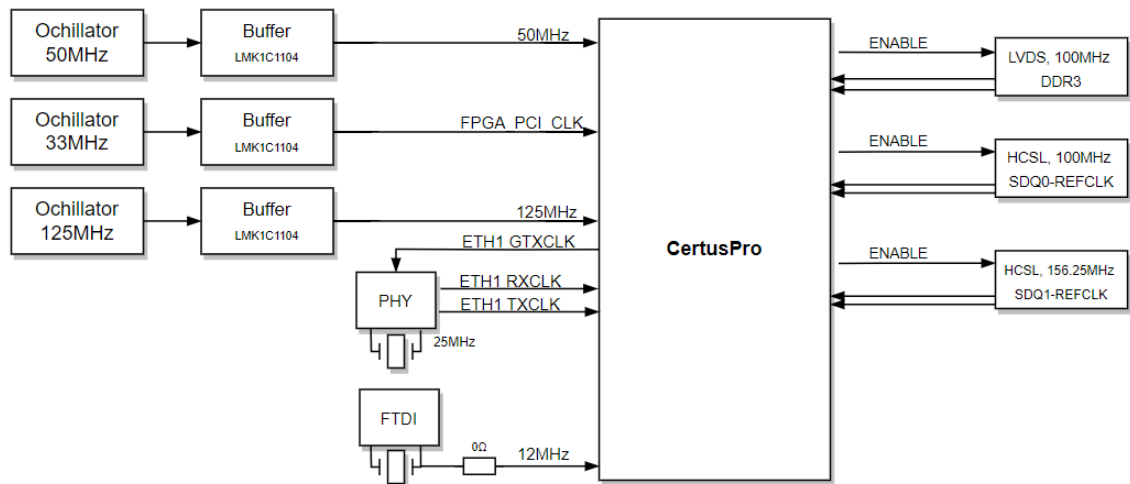 Ochillator
50MHz
Buffer
LMK1C1104
50MHz
Ochillator
33MHz
Buffer
LMK1C1104
FPGA_PCI_CLK
Ochillator
125MHz
Buffer
LMK1C1104
125MHz
ETH1 GTXCLK
PHY
ETH1 RXCLK
ETH1 TXCLK
25MHz
FTDI
0Ω
12MHz
CertusPro
ENABLE
LVDS, 100MHz
DDR3
ENABLE
HCSL, 100MHz
SDQ0-REFCLK
ENABLE
HCSL, 156.25MHz
SDQ1-REFCLK